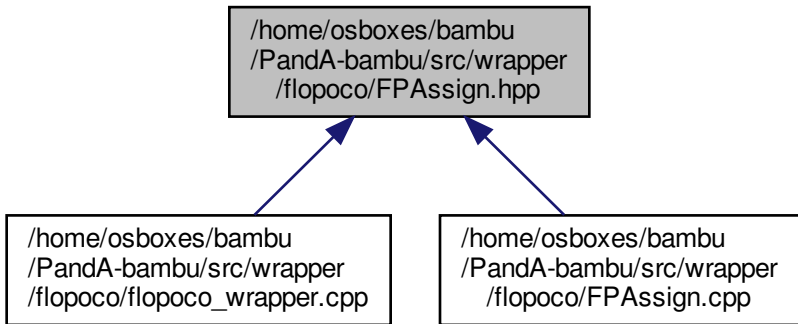 /home/osboxes/bambu
/PandA-bambu/src/wrapper
/flopoco/FPAssign.hpp
/home/osboxes/bambu
/PandA-bambu/src/wrapper
/flopoco/flopoco_wrapper.cpp
/home/osboxes/bambu
/PandA-bambu/src/wrapper
/flopoco/FPAssign.cpp